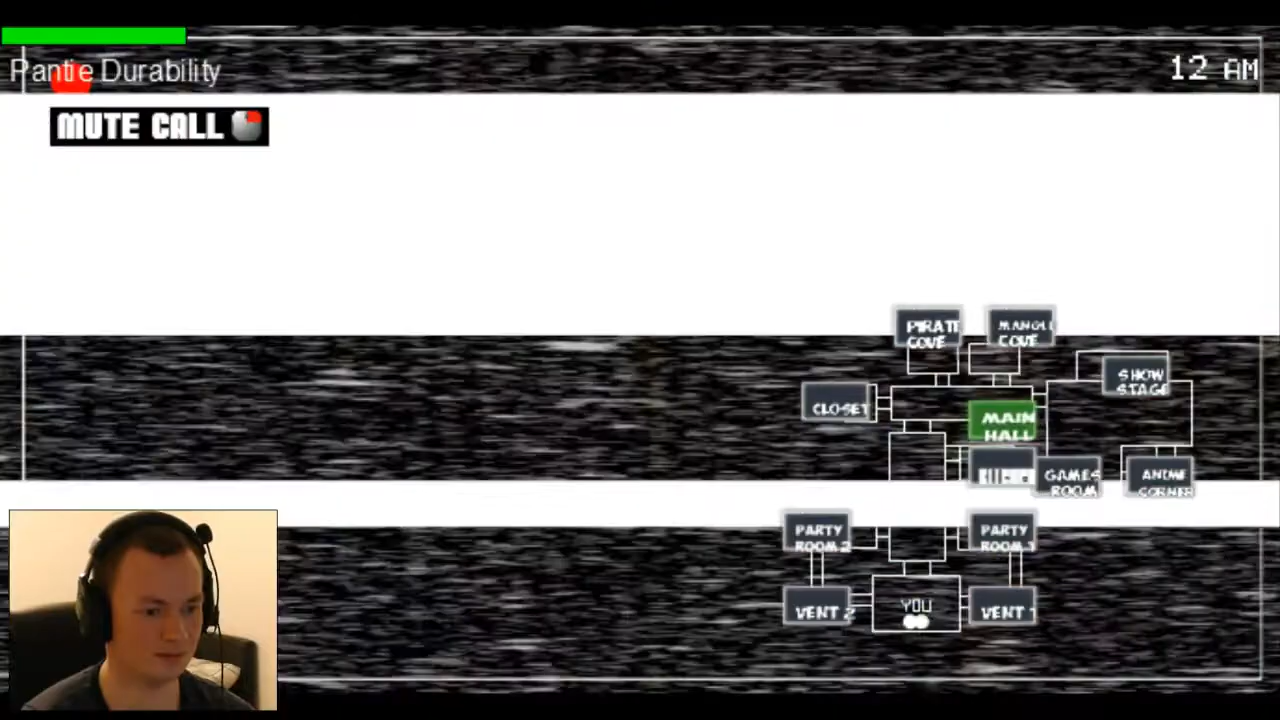 Pantie Durability
12 AM
MUTE CALL
PIRATE
COVE
MANGLE
COVE
SHOW
STAGE
CLOSET
MAIN
HALL
GAMES
ROOM
ANIME
CORNER
PARTY
ROOM 2
PARTY
ROOM 1
VENT 2
YOU
VENT 1